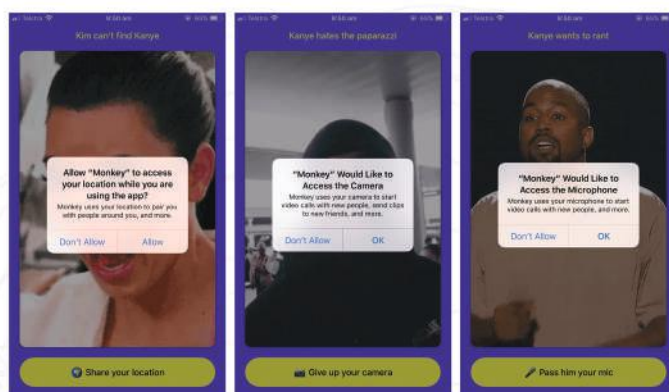 Telstra
Kim can't find Kanye
Allow "Monkey" to access
your location while you are
using the app?
Monkey uses your location to pair you
with people around you, and more.
Don't Allow
Allow
Share your location
Telstra
Kanye hates the paparazzi
"Monkey" Would Like to
Access the Camera
Monkey uses your camera to start
video calls with new people, send clips
to new friends, and more.
Don't Allow
OK
Give up your camera
Telstra
Kanye wants to rant
"Monkey" Would Like to
Access the Microphone
Monkey uses your microphone to start
video calls with new people, and more.
Don't Allow
OK
Pass him your mic